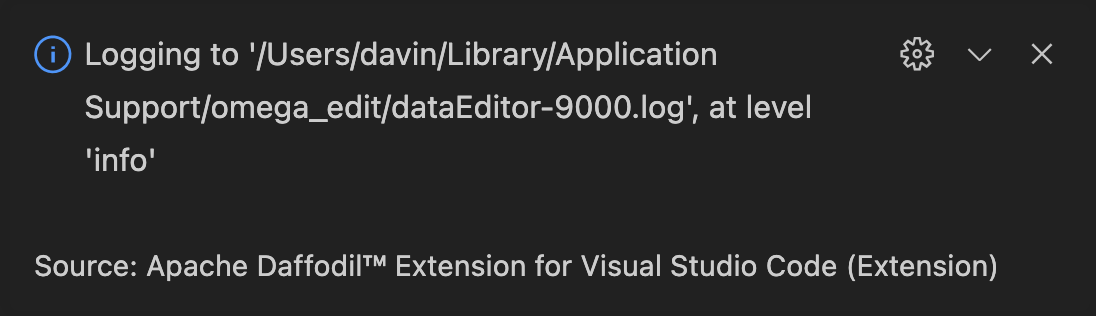 Logging to '/Users/davin/Library/Application
Support/omega_edit/dataEditor-9000.log', at level
'info'
Source: Apache Daffodil™ Extension for Visual Studio Code (Extension)